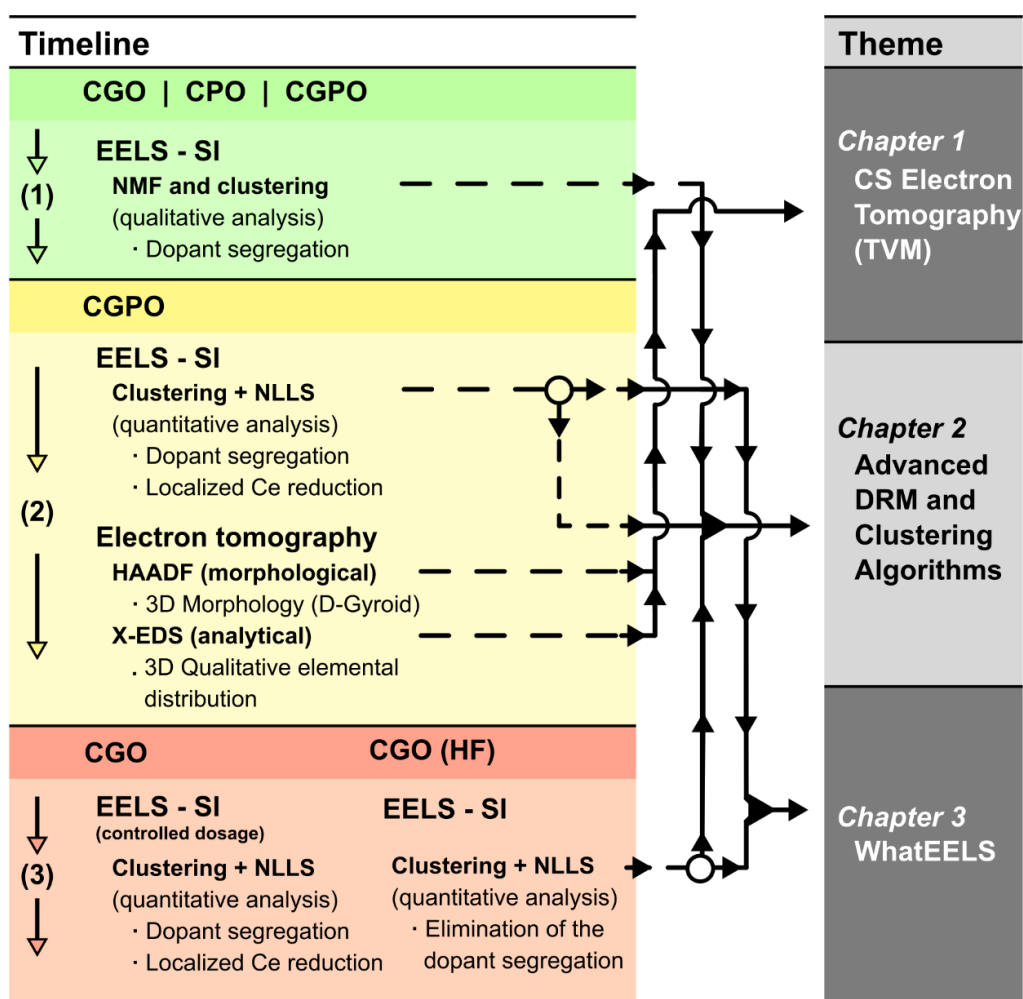 Timeline
CGO | CPO | CGPO
(1)
EELS - SI
NMF and clustering
(qualitative analysis)
· Dopant segregation
CGPO
(2)
EELS - SI
Clustering + NLLS
(quantitative analysis)
· Dopant segregation
· Localized Ce reduction
Electron tomography
HAADF (morphological)
· 3D Morphology (D-Gyroid)
X-EDS (analytical)
. 3D Qualitative elemental
distribution
CGO
(3)
EELS - SI
(controlled dosage)
Clustering + NLLS
(quantitative analysis)
· Dopant segregation
· Localized Ce reduction
CGO (HF)
EELS - SI
Clustering + NLLS
(quantitative analysis)
· Elimination of the
dopant segregation
Theme
Chapter 1
CS Electron
Tomography
(TVM)
Chapter 2
Advanced
DRM and
Clustering
Algorithms
Chapter 3
WhatEELS